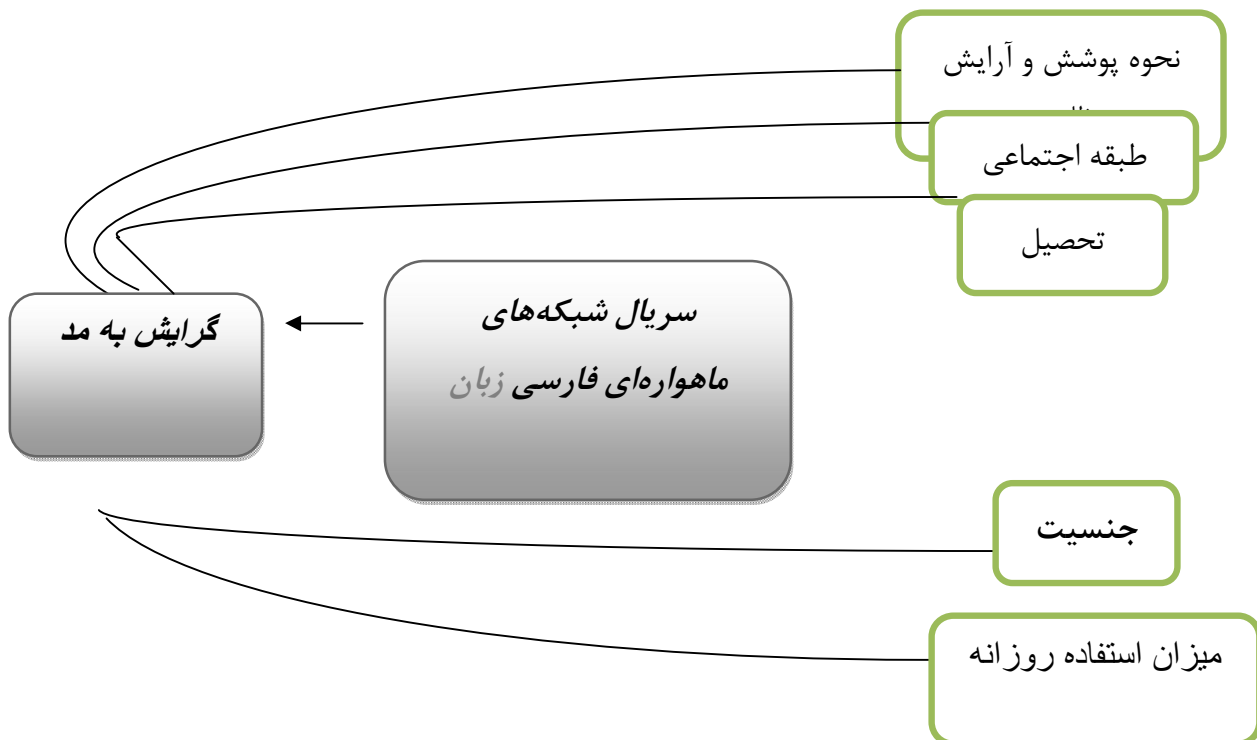 نحوه پوشش و آرایش
طبقه اجتماعی
تحصیل
سریال شبکه‌های
ماهواره‌ای فارسی زبان
گرایش به مد
جنسیت
میزان استفاده روزانه